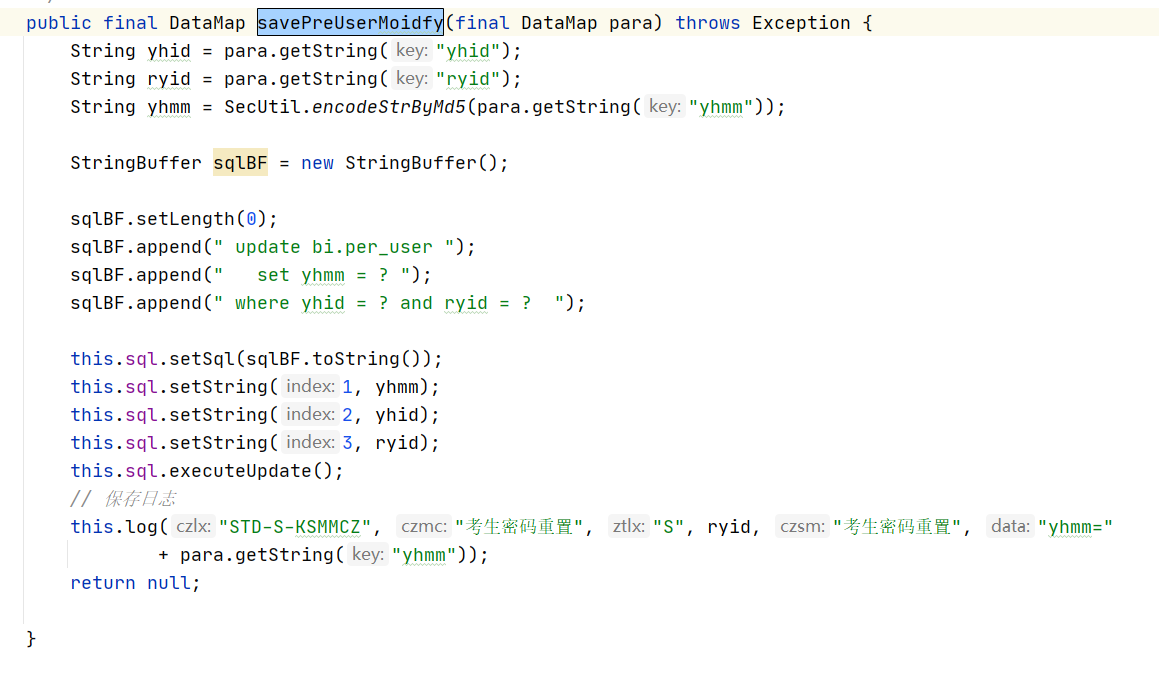 public final DataMap savePreUserMoidfy(final DataMap para) throws Exception {
String yhid = para.getString( key: "yhid");
String ryid = para.getString( key: "ryid");
String yhmm = SecUtil.encodeStrByMd5(para.getString( key: "yhmm"));
StringBuffer sqlBF = new StringBuffer();
sqlBF.setLength(0);
sqlBF.append(" update bi.per_user ");
sqlBF.append("   set yhmm = ? ");
sqlBF.append(" where yhid = ? and ryid = ?  ");
this.sql.setSql(sqlBF.toString());
this.sql.setString( index: 1, yhmm);
this.sql.setString( index: 2, yhid);
this.sql.setString( index: 3, ryid);
this.sql.executeUpdate();
// 保存日志
this.log( czlx: "STD-S-KSMMCZ", czmc: "考生密码重置", ztlx: "S", ryid, czsm: "考生密码重置", data: "yhmm="
+ para.getString( key: "yhmm"));
return null;
}